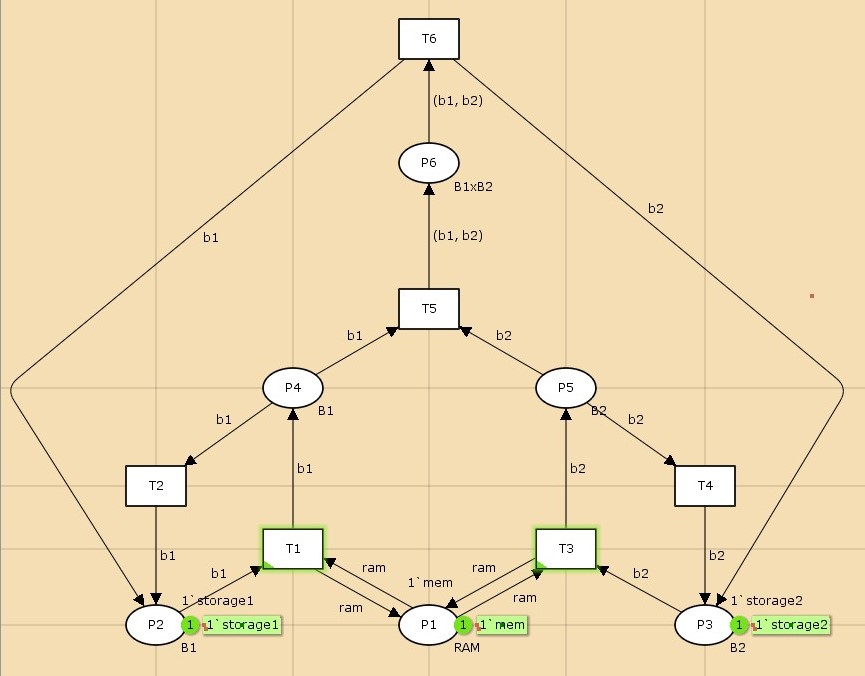 T6
(b1,b2)
P6
B1xB2
b2
b1
(b1,b2)
T5
b1
b2
P4
P5
B1
B2
b1
b2
b1
b2
T2
T4
T1
T3
b1
b2
ram
ram
b1
b2
1`mem
ram
ram
1`storage1
1`storage2
P2
1
1`storage1
P1
1
1`mem
P3
1
1`storage2
B1
RAM
B2